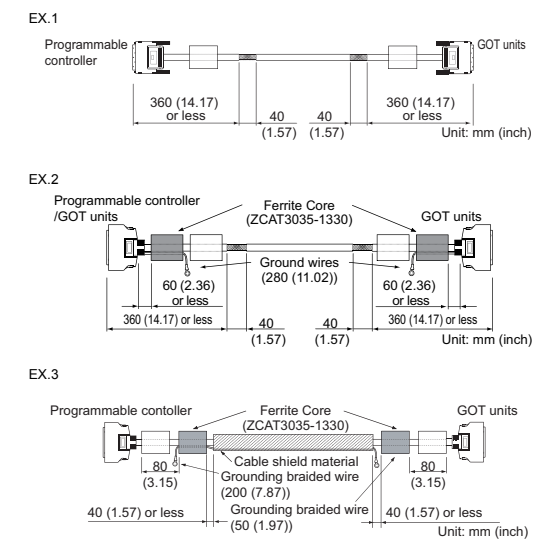 EX.1
Programmable
controller
GOT units
360 (14.17)
or less
40
(1.57)
40
(1.57)
360 (14.17)
or less
Unit: mm (inch)
EX.2
Programmable controller
/GOT units
Ferrite Core
(ZCAT3035-1330)
GOT units
Ground wires
(280 (11.02))
60 (2.36)
or less
60 (2.36)
or less
360 (14.17) or less
40
(1.57)
40
(1.57)
360 (14.17) or less
Unit: mm (inch)
EX.3
Programmable contoller
Ferrite Core
(ZCAT3035-1330)
GOT units
80
(3.15)
Cable shield material
Grounding braided wire
(200 (7.87))
80
(3.15)
Grounding braided wire
(50 (1.97))
40 (1.57) or less
40 (1.57) or less
Unit: mm (inch)